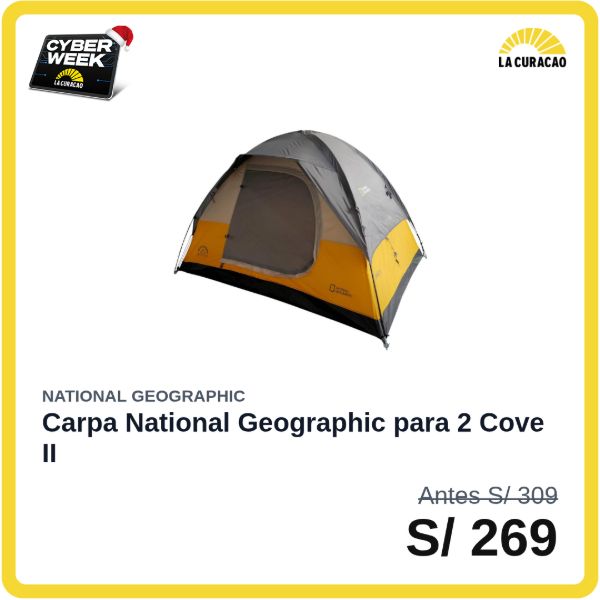 CYBER
WEEK
LA CURACAO
LA CURACAO
NATIONAL GEOGRAPHIC
Carpa National Geographic para 2 Cove
II
Antes S/ 309
S/ 269